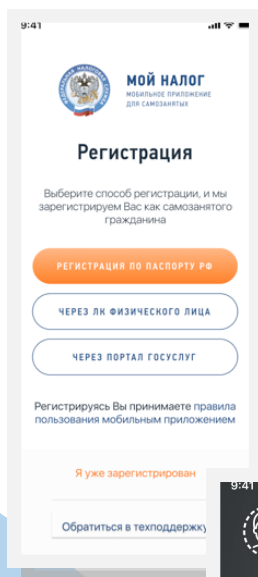 9:41
МОЙ НАЛОГ
МОБИЛЬНОЕ ПРИЛОЖЕНИЕ
ДЛЯ САМОЗАНЯТЫХ
Регистрация
Выберите способ регистрации, и мы
зарегистрируем Вас как самозанятого
гражданина
РЕГИСТРАЦИЯ ПО ПАСПОРТУ РФ
ЧЕРЕЗ ЛК ФИЗИЧЕСКОГО ЛИЦА
ЧЕРЕЗ ПОРТАЛ ГОСУСЛУГ
Регистрируясь Вы принимаете правила
пользования мобильным приложением
Я уже зарегистрирован
9:41
Обратиться в техподдержку